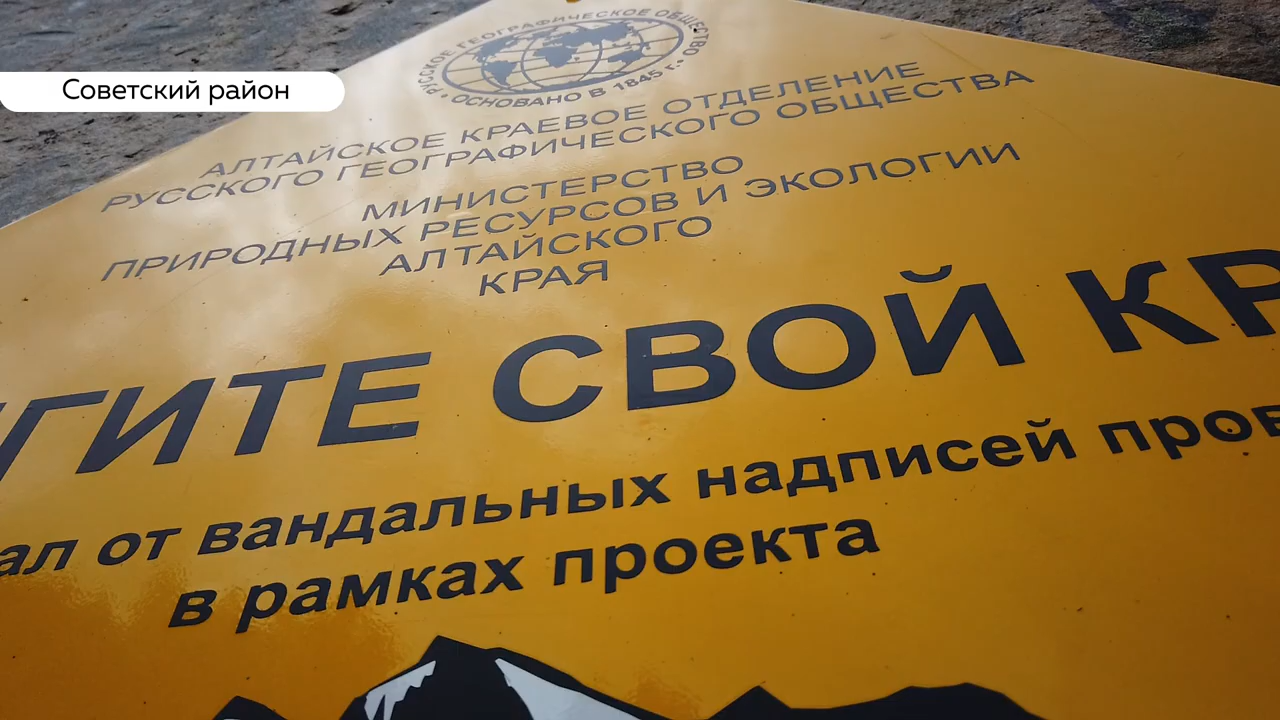 Советский район
РУССКОЕ ГЕОГРАФИЧЕСКОЕ ОБЩЕСТВО
• ОСНОВАНО В 1845 г. •
АЛТАЙСКОЕ КРАЕВОЕ ОТДЕЛЕНИЕ
РУССКОГО ГЕОГРАФИЧЕСКОГО ОБЩЕСТВА
МИНИСТЕРСТВО
ПРИРОДНЫХ РЕСУРСОВ И ЭКОЛОГИИ
АЛТАЙСКОГО
КРАЯ
ГИТЕ СВОЙ КР
ал от вандальных надписей пров
в рамках проекта